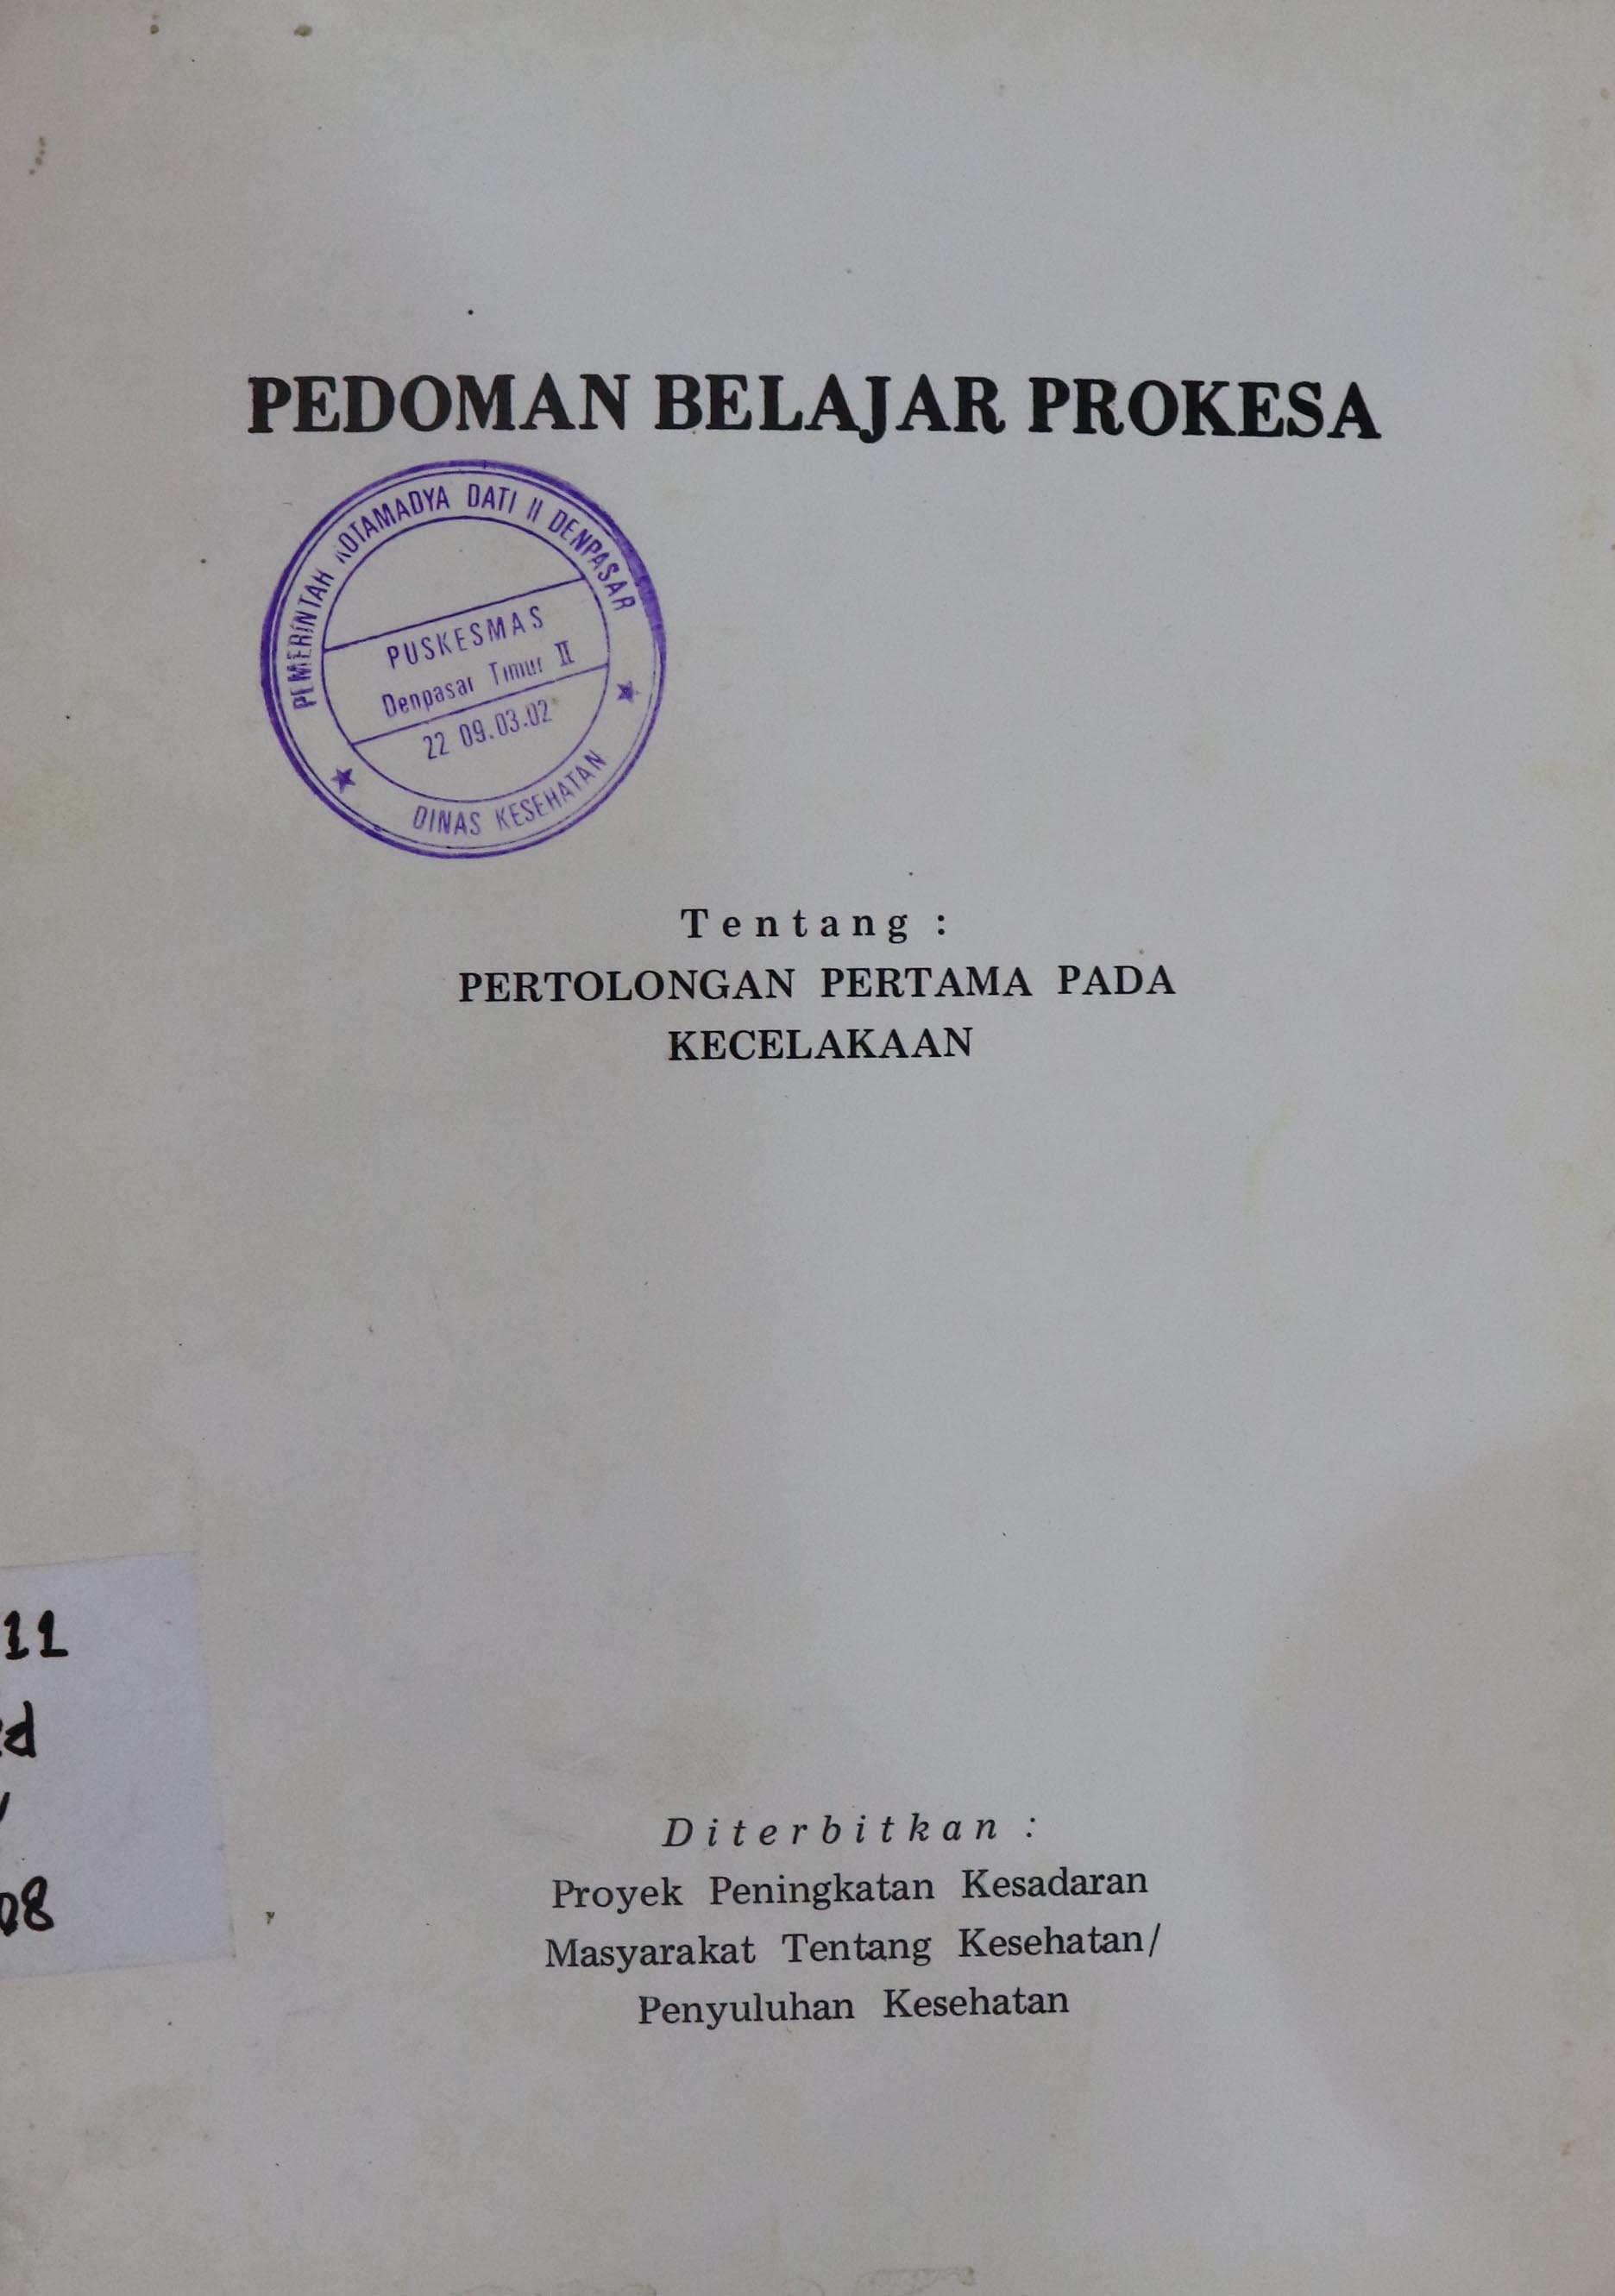 PEDOMAN BELAJAR PROKESA
PEMERINTAH KOTAMADYA DATI II DENPASAR
PUSKESMAS
Denpasar Timur II
22 09.03.02
DINAS KESEHATAN
Tentang :
PERTOLONGAN PERTAMA PADA
KECELAKAAN
11
d
08
Diterbitkan :
Proyek Peningkatan Kesadaran
Masyarakat Tentang Kesehatan/
Penyuluhan Kesehatan